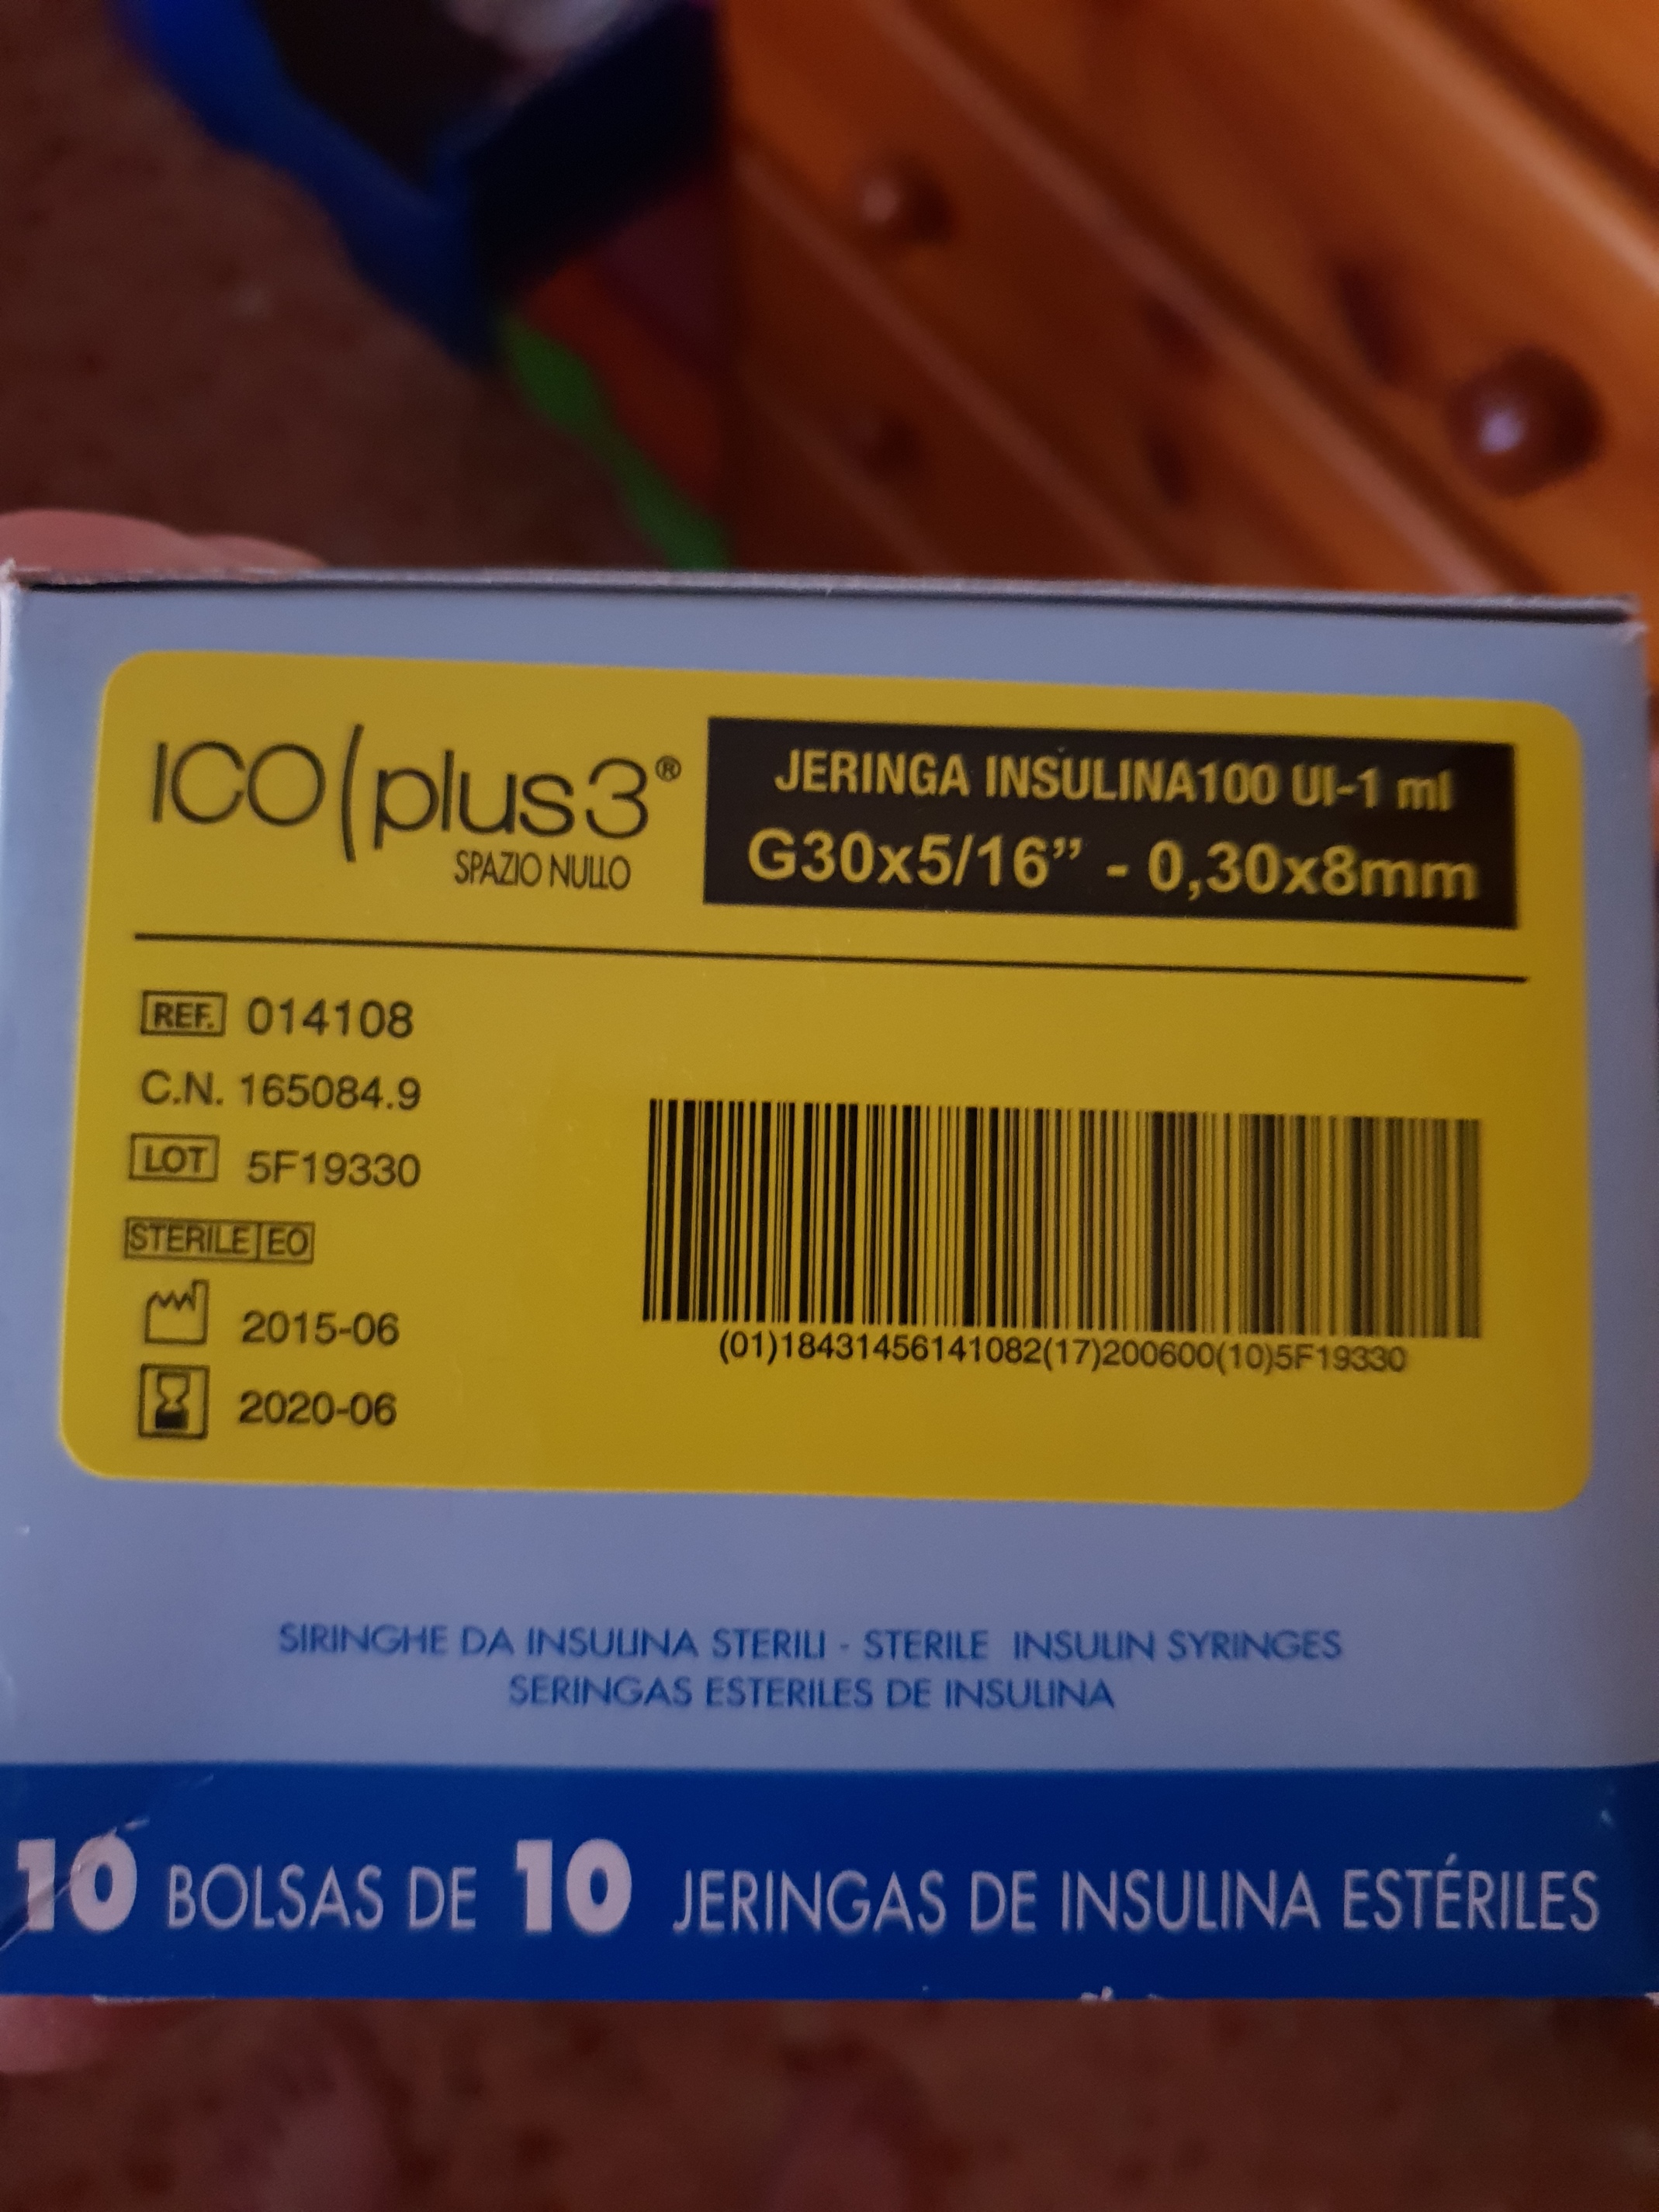 ICO(plus3®
SPAZIO NULLO
JERINGA INSULINA100 UI-1 ml
G30x5/16” - 0,30x8mm
REF. 014108
C.N. 165084.9
LOT 5F19330
STERILE EO
2015-06
2020-06
(01)18431456141082(17)200600(10)5F19330
SIRINGHE DA INSULINA STERILI - STERILE INSULIN SYRINGES
SERINGAS ESTERILES DE INSULINA
10 BOLSAS DE 10 JERINGAS DE INSULINA ESTÉRILES